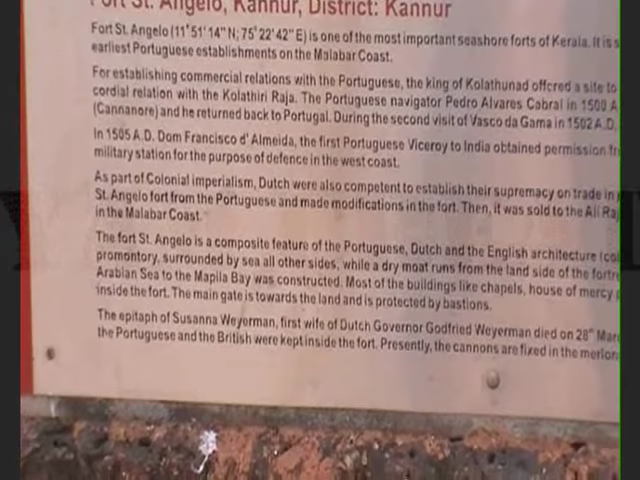 Fort St. Angelo, Kannur, District: Kannur
Fort St. Angelo (11°51'14" N; 75°22'42" E) is one of the most important seashore forts of Kerala. It is s
earliest Portuguese establishments on the Malabar Coast.
For establishing commercial relations with the Portuguese, the king of Kolathunad offered a site to
cordial relation with the Kolathiri Raja. The Portuguese navigator Pedro Alvares Cabral in 1500 A
(Cannanore) and he returned back to Portugal. During the second visit of Vasco da Gama in 1502 A.D.
In 1505 A.D. Dom Francisco d' Almeida, the first Portuguese Viceroy to India obtained permission fr
military station for the purpose of defence in the west coast.
As part of Colonial imperialism, Dutch were also competent to establish their supremacy on trade in
St. Angelo fort from the Portuguese and made modifications in the fort. Then, it was sold to the Ali Raj
in the Malabar Coast.
The fort St. Angelo is a composite feature of the Portuguese, Dutch and the English architecture (col
promontory, surrounded by sea all other sides, while a dry moat runs from the land side of the fortre
Arabian Sea to the Mapila Bay was constructed. Most of the buildings like chapels, house of mercy
inside the fort. The main gate is towards the land and is protected by bastions.
The epitaph of Susanna Weyerman, first wife of Dutch Governor Godfried Weyerman died on 28th Mar
the Portuguese and the British were kept inside the fort. Presently, the cannons are fixed in the merlon